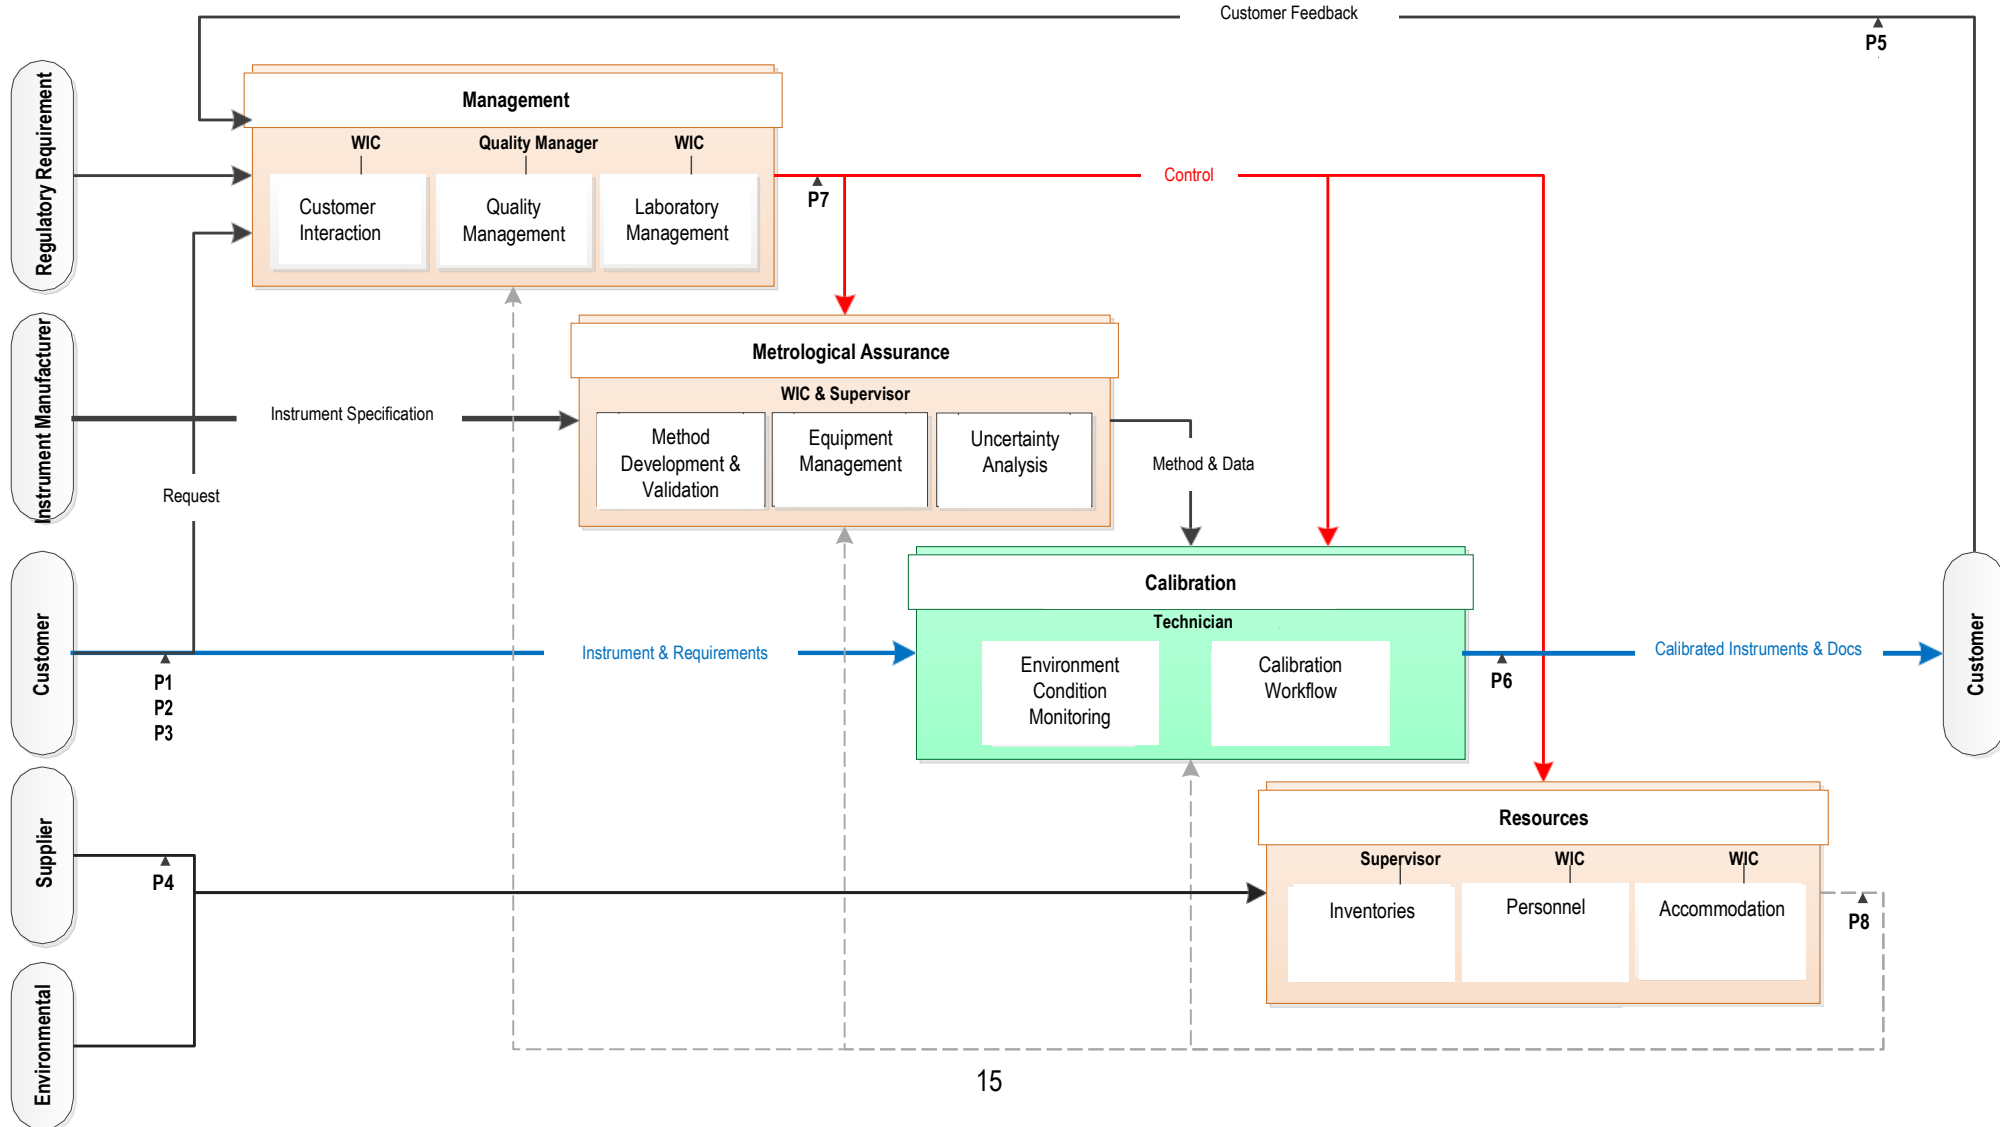 Customer Feedback
P5
Regulatory Requirement
Management
WIC
Quality Manager
WIC
Customer
Interaction
Quality
Management
Laboratory
Management
P7
Control
Instrument Manufacturer
Instrument Specification
Metrological Assurance
WIC & Supervisor
Method
Development &
Validation
Equipment
Management
Uncertainty
Analysis
Method & Data
Request
Customer
P1
P2
P3
Instrument & Requirements
Calibration
Technician
Environment
Condition
Monitoring
Calibration
Workflow
P6
Calibrated Instruments & Docs
Customer
Supplier
P4
Resources
Supervisor
WIC
WIC
Inventories
Personnel
Accommodation
P8
Environmental
15